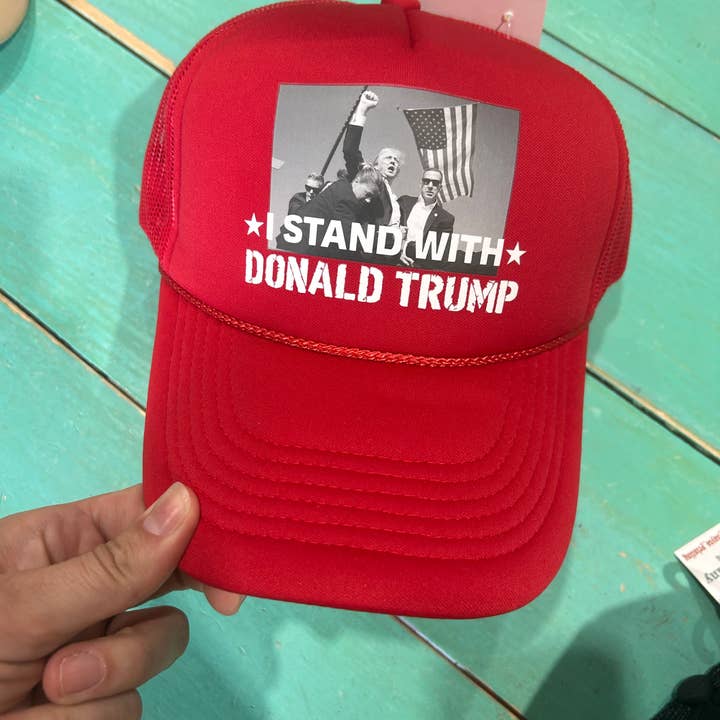 ★I STAND WITH★
DONALD TRUMP